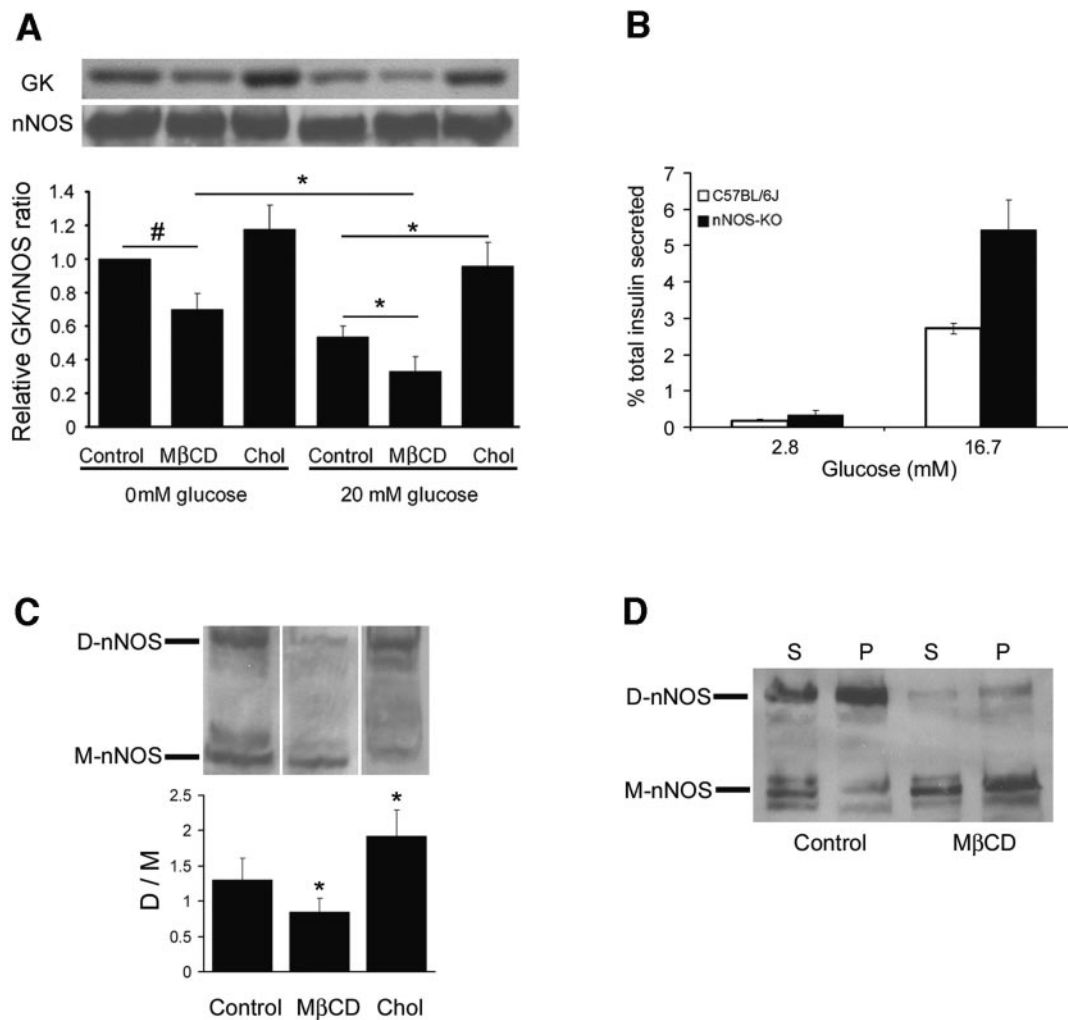 A
GK
nNOS
Relative GK/nNOS ratio
1.4
1.2
1.0
0.8
0.6
0.4
0.2
0
#
*
*
*
Control MβCD Chol Control MβCD Chol
0mM glucose 20 mM glucose
B
% total insulin secreted
7
6
5
4
3
2
1
0
C57BL/6J
nNOS-KO
2.8 16.7
Glucose (mM)
C
D-nNOS
M-nNOS
D / M
2.5
2
1.5
1
0.5
0
*
*
Control MβCD Chol
D
S P S P
D-nNOS
M-nNOS
Control MβCD